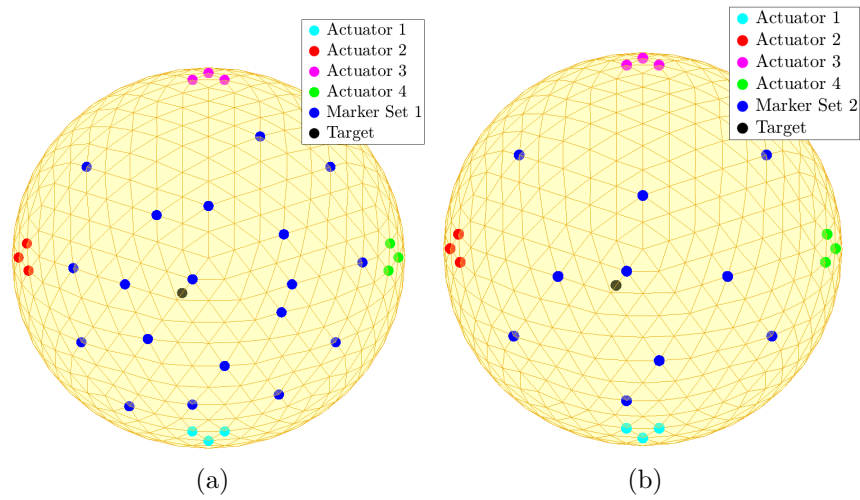 Actuator 1
Actuator 2
Actuator 3
Actuator 4
Marker Set 1
Target
(a)
Actuator 1
Actuator 2
Actuator 3
Actuator 4
Marker Set 2
Target
(b)